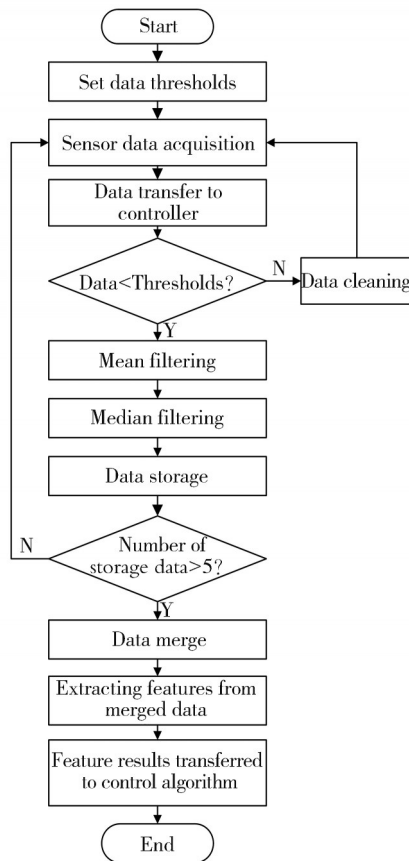 Start
Set data thresholds
Sensor data acquisition
Data transfer to
controller
Data<Thresholds?
N
Data cleaning
Y
Mean filtering
Median filtering
Data storage
N
Number of
storage data>5?
Y
Data merge
Extracting features from
merged data
Feature results transferred
to control algorithm
End